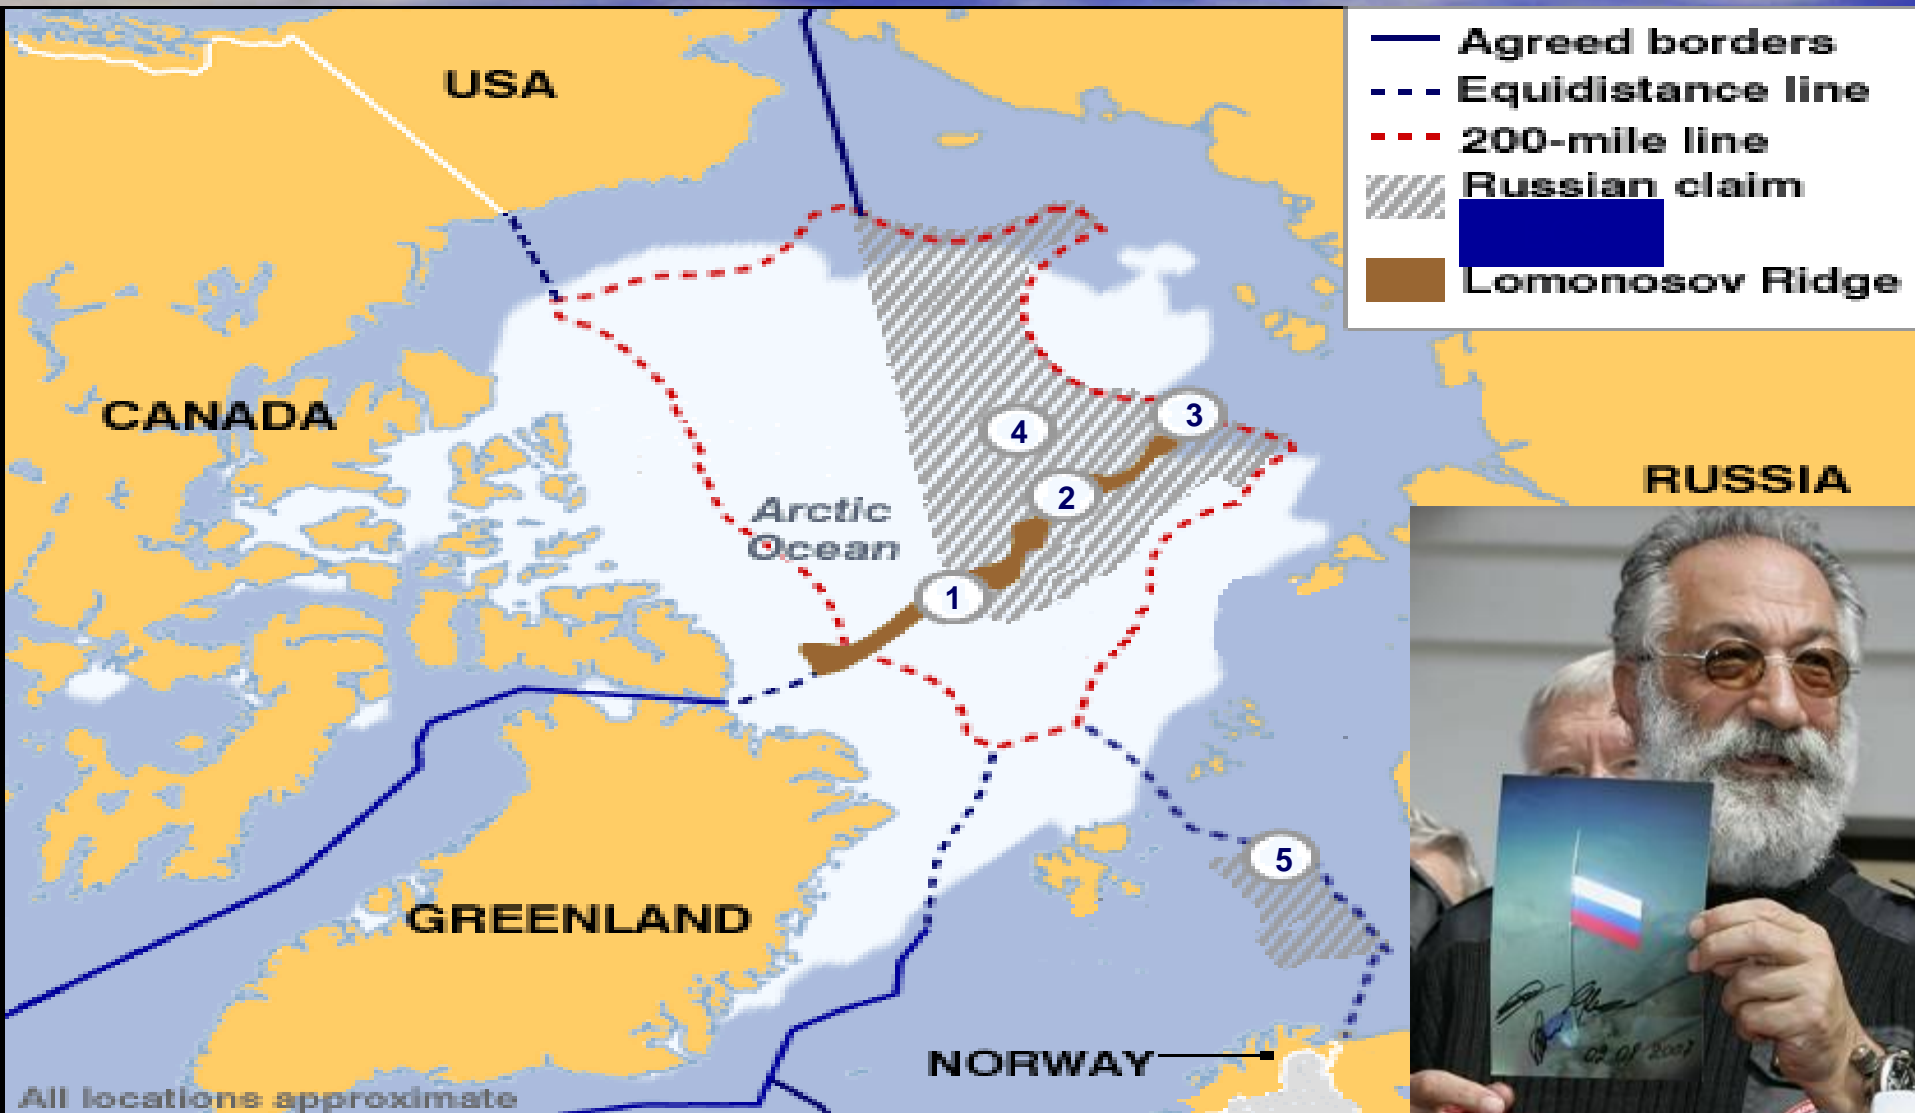 Agreed borders
Equidistance line
200-mile line
Russian claim
Lomonosov Ridge
USA
CANADA
RUSSIA
Arctic
Ocean
GREENLAND
NORWAY
1
2
3
4
5
All locations approximate